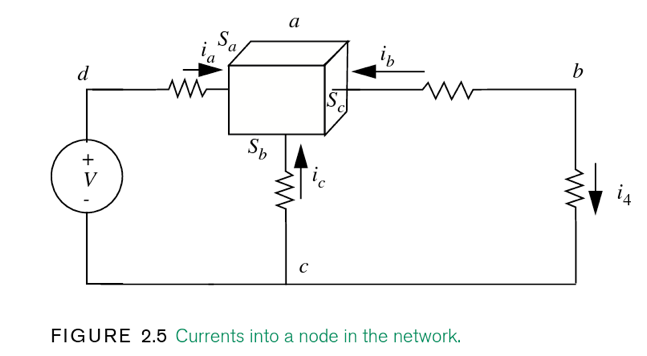 a
S_a
i_a
i_b
d
b
S_c
S_b
+
V
-
i_c
i_4
c
FIGURE 2.5 Currents into a node in the network.